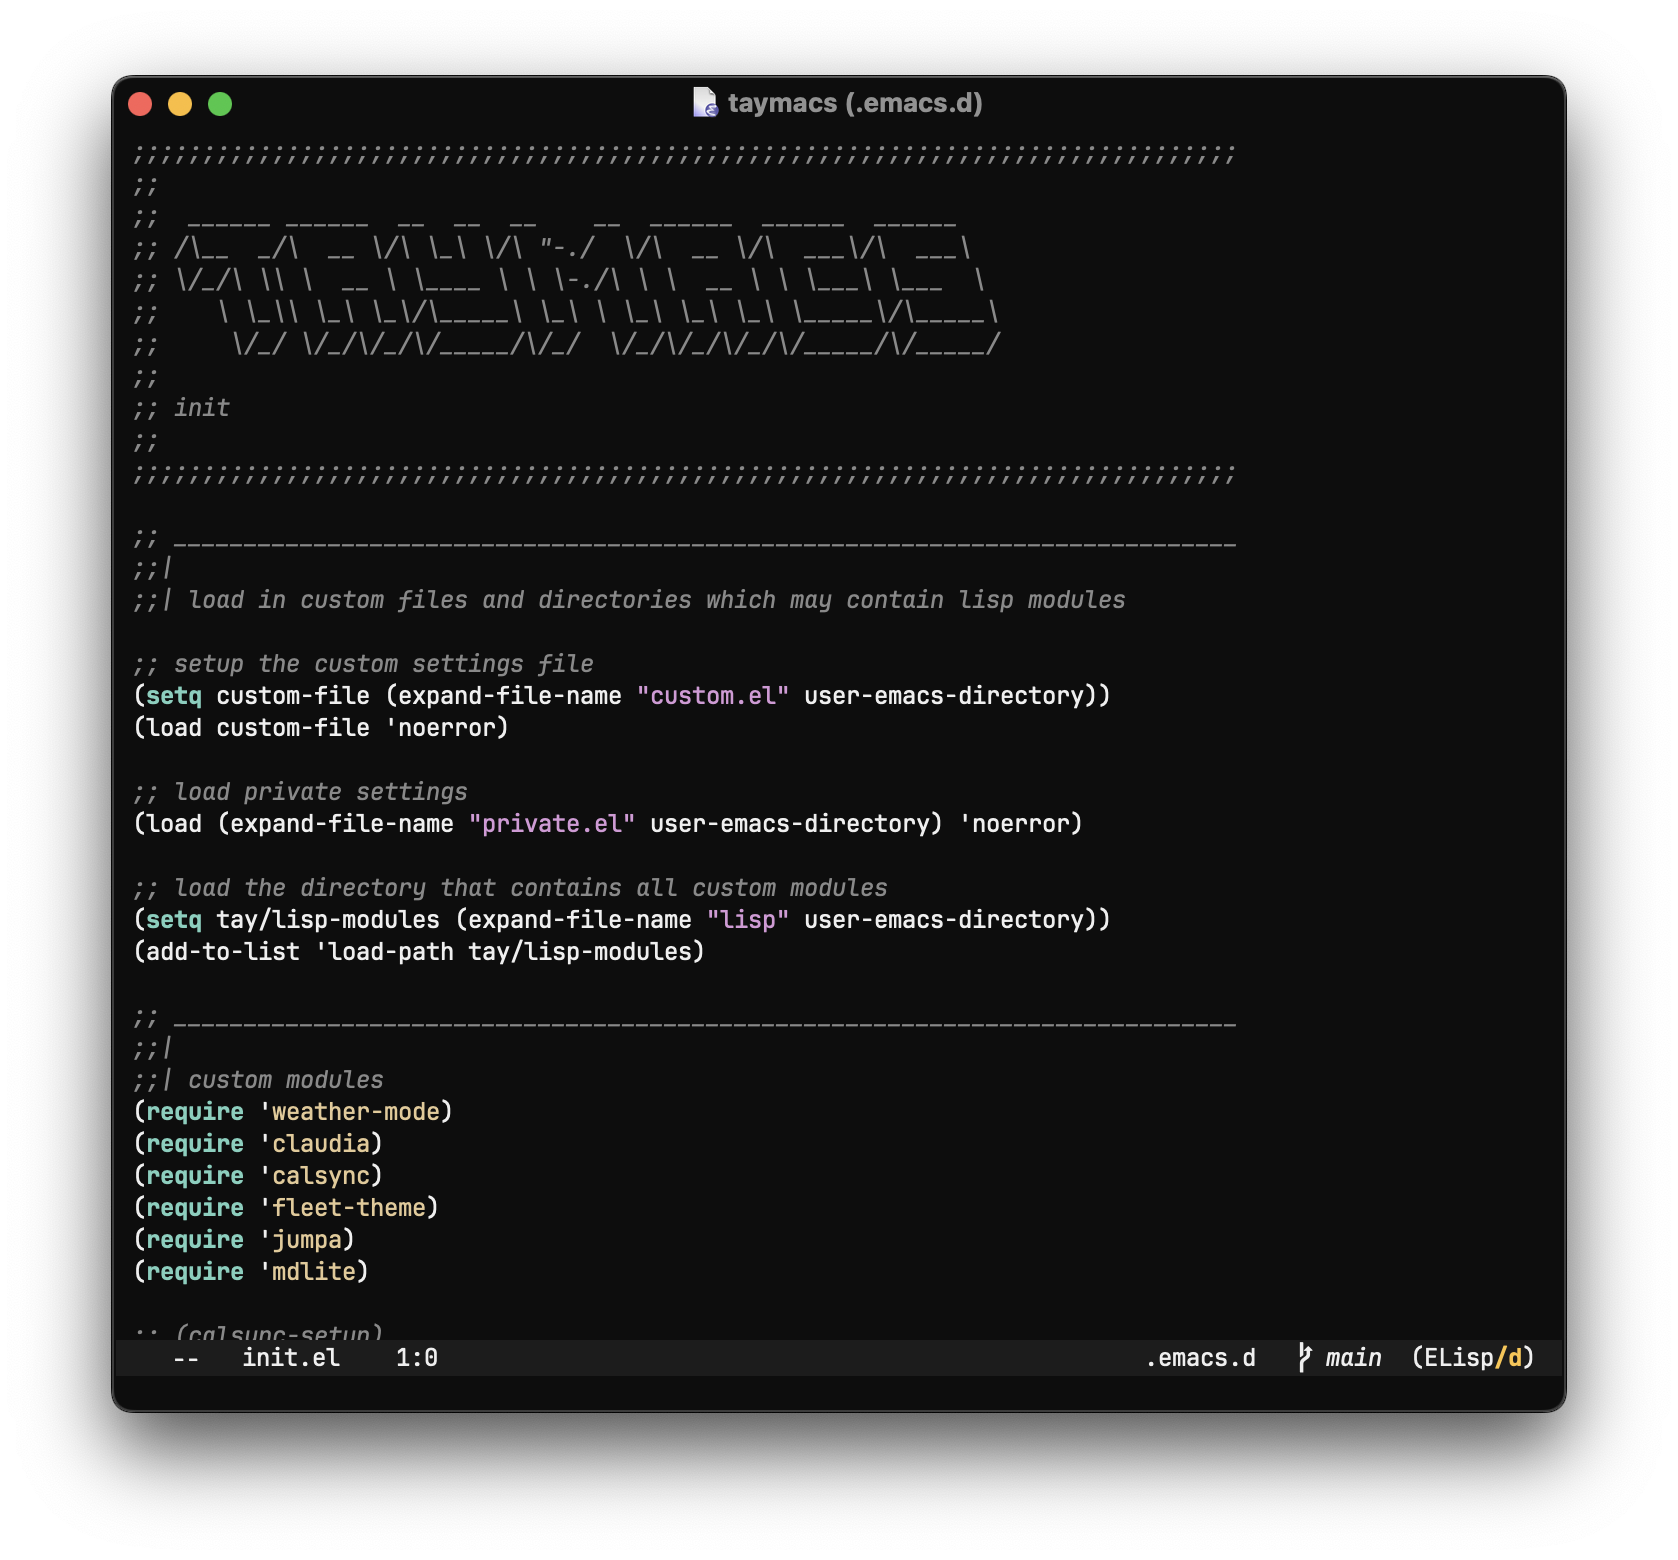 taymacs (.emacs.d)
;;;;;;;;;;;;;;;;;;;;;;;;;;;;;;;;;;;;;;;;;;;;;;;;;;;;;;;;;;;;;;;;;;;;;;;;;;;;;;;
;;
;;  ______ ______  __  __  __    __  ______  ______  ______
;; /\__  _/\  __ \/\ \_\ \/\ "-./  \/\  __ \/\  ___\/\  ___\
;; \/_/\ \\ \  __ \ \____ \ \ \-./\ \ \  __ \ \ \___\ \___  \
;;    \ \_\\ \_\ \_\/\_____\ \_\ \ \_\ \_\ \_\ \_____\/\_____\
;;     \/_/ \/_/\/_/\/_____/\/_/  \/_/\/_/\/_/\/_____/\/_____/
;;
;; init
;;
;;;;;;;;;;;;;;;;;;;;;;;;;;;;;;;;;;;;;;;;;;;;;;;;;;;;;;;;;;;;;;;;;;;;;;;;;;;;;;;
;; ____________________________________________________________________________
;;|
;;| load in custom files and directories which may contain lisp modules
;; setup the custom settings file
(setq custom-file (expand-file-name "custom.el" user-emacs-directory))
(load custom-file 'noerror)
;; load private settings
(load (expand-file-name "private.el" user-emacs-directory) 'noerror)
;; load the directory that contains all custom modules
(setq tay/lisp-modules (expand-file-name "lisp" user-emacs-directory))
(add-to-list 'load-path tay/lisp-modules)
;; ____________________________________________________________________________
;;|
;;| custom modules
(require 'weather-mode)
(require 'claudia)
(require 'calsync)
(require 'fleet-theme)
(require 'jumpa)
(require 'mdlite)
;; (calsync-setup)
-- init.el 1:0 .emacs.d main (ELisp/d)